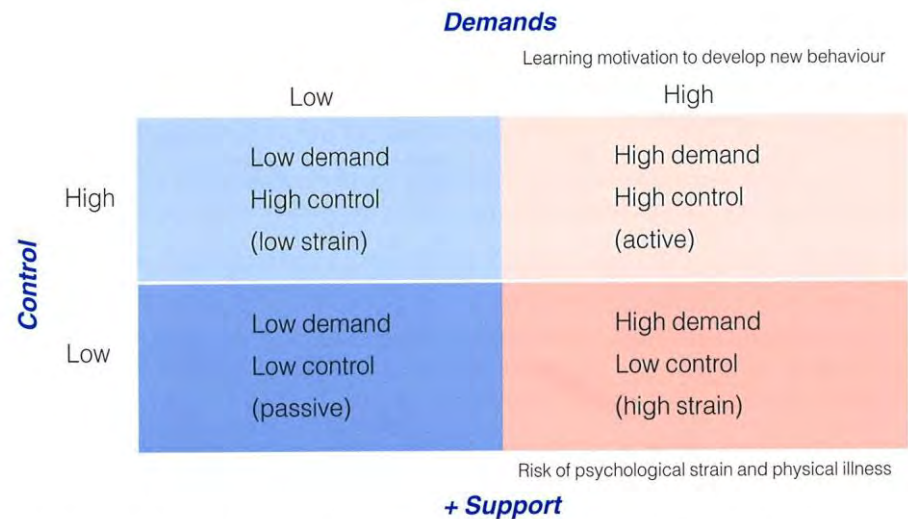 Demands
Learning motivation to develop new behaviour
Low
High
High
Low demand
High control
(low strain)
High demand
High control
(active)
Control
Low
Low demand
Low control
(passive)
High demand
Low control
(high strain)
Risk of psychological strain and physical illness
+ Support